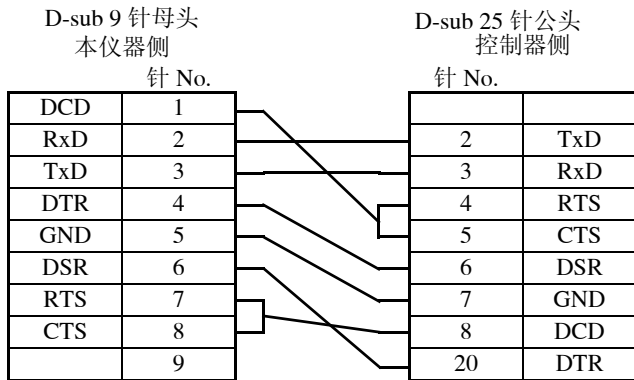 D-sub 9 针母头
本仪器侧
D-sub 25 针公头
控制器侧
针 No.
针 No.
DCD 1
RxD 2 2 TxD
TxD 3 3 RxD
DTR 4 4 RTS
GND 5 5 CTS
DSR 6 6 DSR
RTS 7 7 GND
CTS 8 8 DCD
9 20 DTR